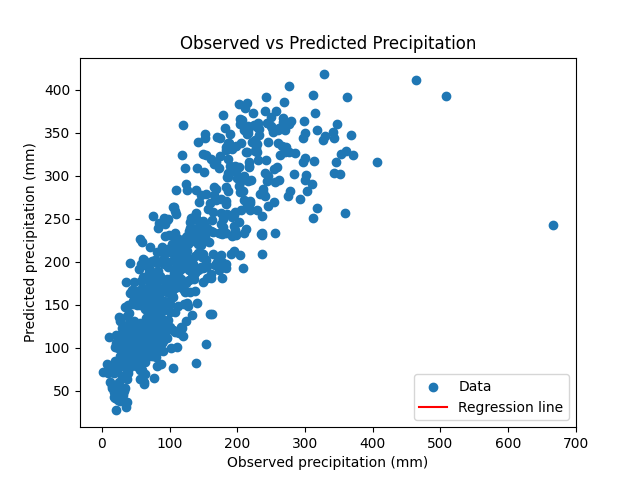 Observed vs Predicted Precipitation
Predicted precipitation (mm)
400
350
300
250
200
150
100
50
0 100 200 300 400 500 600 700
Observed precipitation (mm)
Data
Regression line